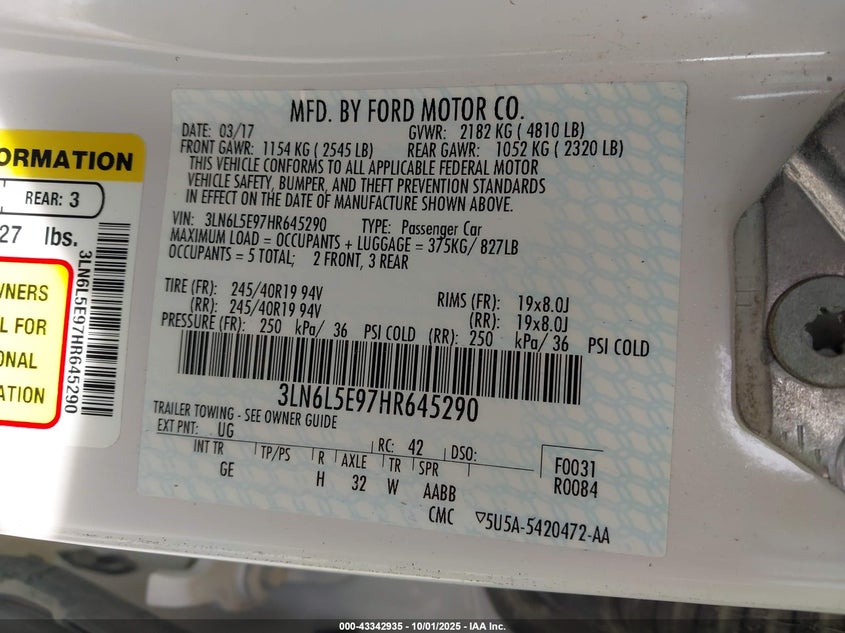 MFD. BY FORD MOTOR CO.
DATE: 03/17 GVWR: 2182 KG ( 4810 LB)
FRONT GAWR: 1154 KG ( 2545 LB) REAR GAWR: 1052 KG ( 2320 LB)
THIS VEHICLE CONFORMS TO ALL APPLICABLE FEDERAL MOTOR
VEHICLE SAFETY, BUMPER, AND THEFT PREVENTION STANDARDS
IN EFFECT ON THE DATE OF MANUFACTURE SHOWN ABOVE.
VIN: 3LN6L5E97HR645290 TYPE: Passenger Car
MAXIMUM LOAD = OCCUPANTS + LUGGAGE = 375KG/ 827LB
OCCUPANTS = 5 TOTAL; 2 FRONT, 3 REAR
TIRE (FR): 245/40R19 94V RIMS (FR): 19x8.0J
(RR): 245/40R19 94V (RR): 19x8.0J
PRESSURE (FR): 250 kPa/ 36 PSI COLD (RR): 250 kPa/ 36 PSI COLD
3LN6L5E97HR645290
TRAILER TOWING - SEE OWNER GUIDE
EXT PNT: UG RC: 42 DSO:
INT TR TP/PS R AXLE TR SPR F0031
GE H 32 W AABB R0084
CMC ▽5U5A-5420472-AA
ORMATION
REAR: 3
27 lbs.
WNERS
L FOR
ONAL
ATION
3LN6L5E97HR645290
000-43342935 - 10/01/2025 - IAA Inc.